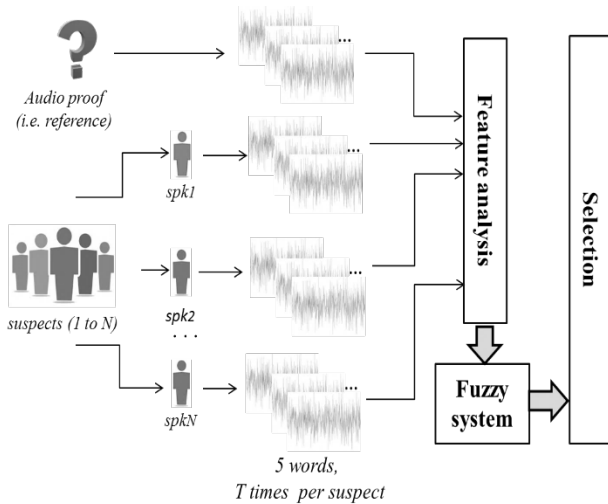 ?
Audio proof
(i.e. reference)
...
spk1
...
suspects (1 to N)
spk2
...
. . .
spkN
...
5 words,
T times per suspect
Feature analysis
Fuzzy
system
Selection